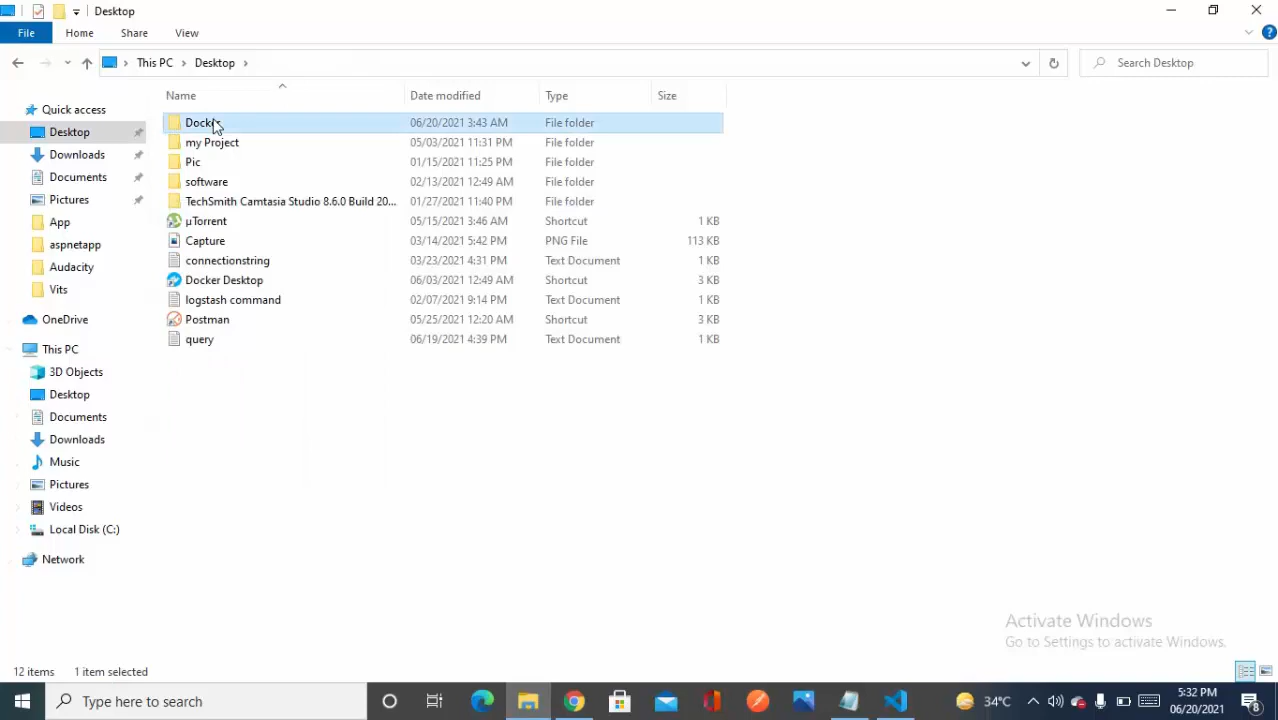 Desktop
File Home Share View
This PC Desktop Search Desktop
Name Date modified Type Size
Quick access
Desktop
Downloads
Documents
Pictures
App
aspnetapp
Audacity
Vits
OneDrive
This PC
3D Objects
Desktop
Documents
Downloads
Music
Pictures
Videos
Local Disk (C:)
Network
06/20/2021 3:43 AM File folder
my Project 05/03/2021 11:31 PM File folder
Pic 01/15/2021 11:25 PM File folder
software 02/13/2021 12:49 AM File folder
TechSmith Camtasia Studio 8.6.0 Build 20... 01/27/2021 11:40 PM File folder
µTorrent 05/15/2021 3:46 AM Shortcut 1 KB
Capture 03/14/2021 5:42 PM PNG File 113 KB
connectionstring 03/23/2021 4:31 PM Text Document 1 KB
Docker Desktop 06/03/2021 12:49 AM Shortcut 3 KB
logstash command 02/07/2021 9:14 PM Text Document 1 KB
Postman 05/25/2021 12:20 AM Shortcut 3 KB
query 06/19/2021 4:39 PM Text Document 1 KB
Activate Windows
Go to Settings to activate Windows.
12 items 1 item selected
Type here to search
34°C
5:32 PM
06/20/2021
8